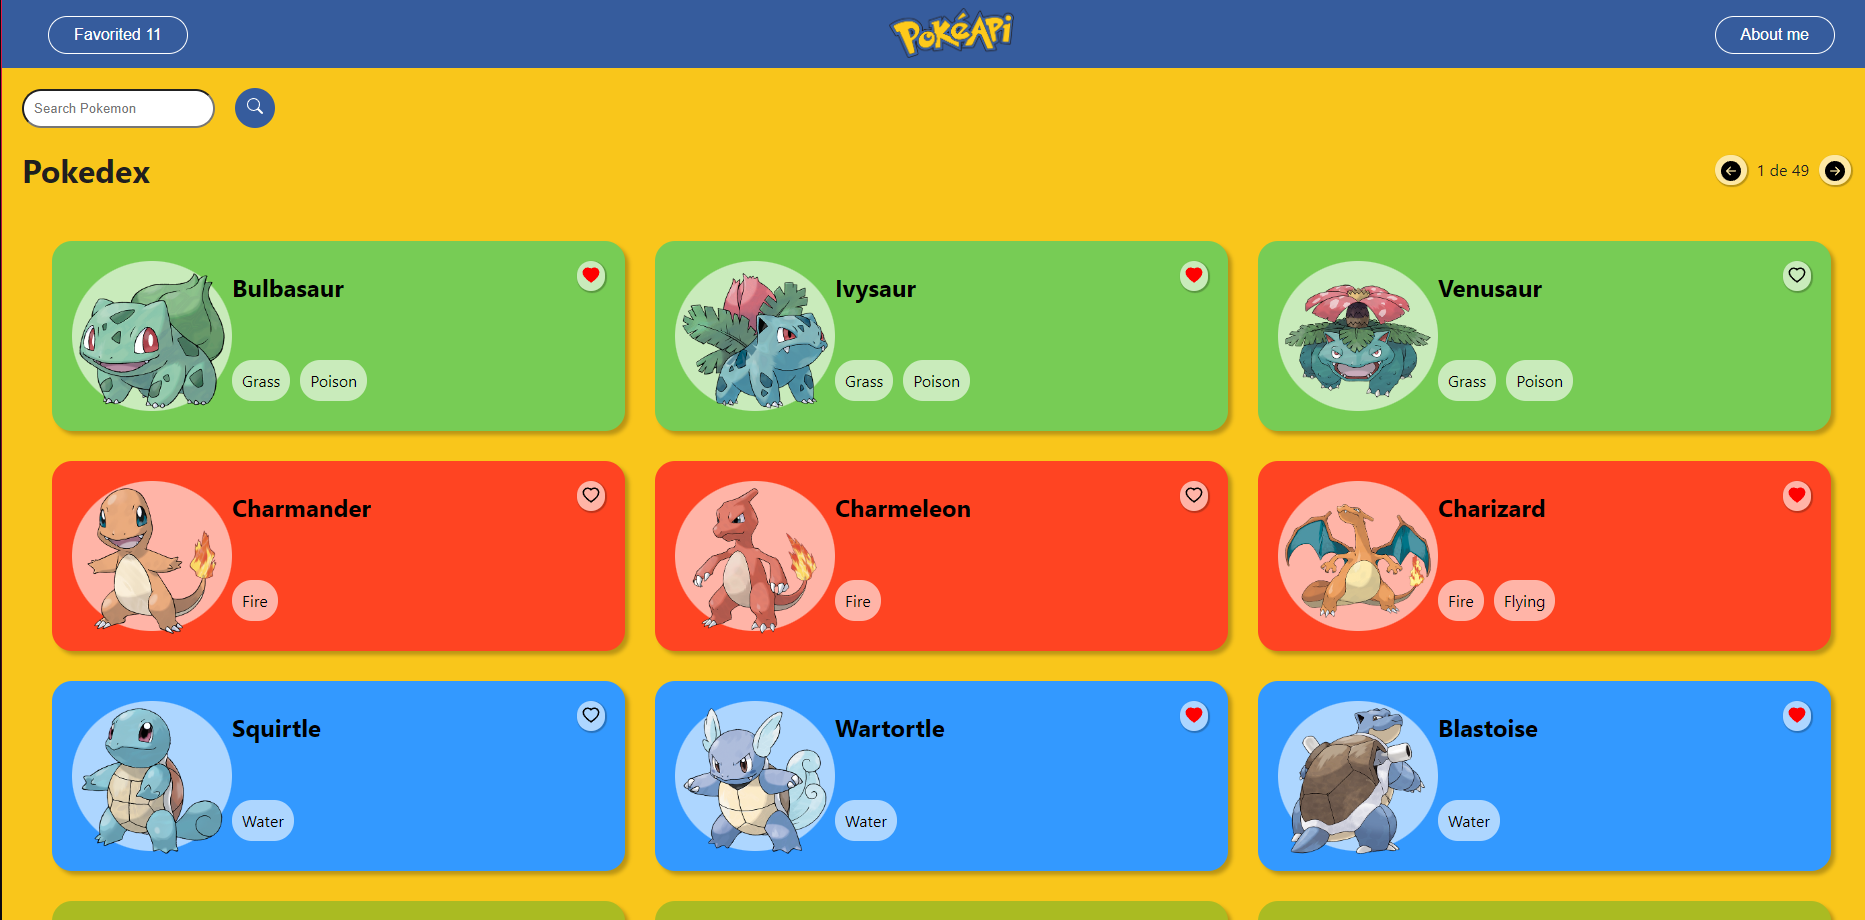 Favorited 11
PokéApi
About me
Search Pokemon
Pokedex
1 de 49
Bulbasaur
Grass Poison
Ivysaur
Grass Poison
Venusaur
Grass Poison
Charmander
Fire
Charmeleon
Fire
Charizard
Fire Flying
Squirtle
Water
Wartortle
Water
Blastoise
Water